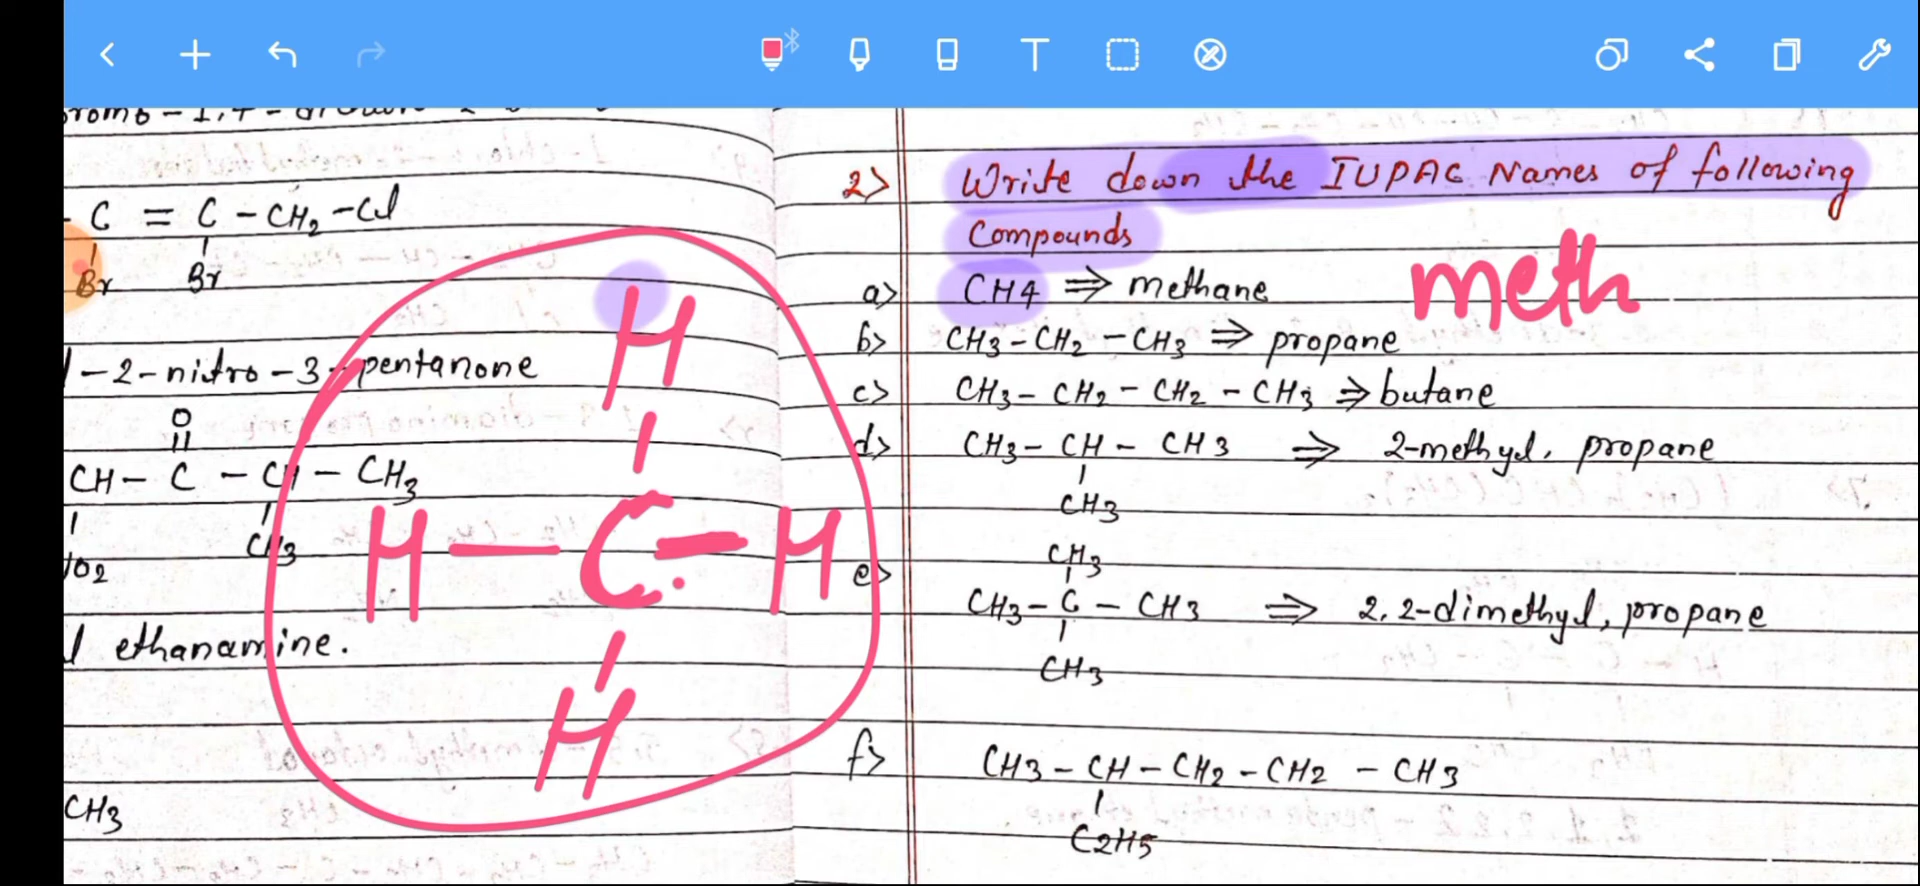 C = C - CH2 - Cl
Br Br
-2-nitro-3-pentanone
O
CH - C - CH - CH3
CH3
ethanamine.
CH3
H
H - C - H
H
2> Write down the IUPAC Names of following
Compounds
meth
a> CH4 ⇒ methane
b> CH3 - CH2 - CH3 ⇒ propane
c> CH3 - CH2 - CH2 - CH3 ⇒ butane
d> CH3 - CH - CH3 ⇒ 2-methyl, propane
CH3
CH3
e> CH3 - C - CH3 ⇒ 2,2-dimethyl, propane
CH3
f> CH3 - CH - CH2 - CH2 - CH3
C2H5